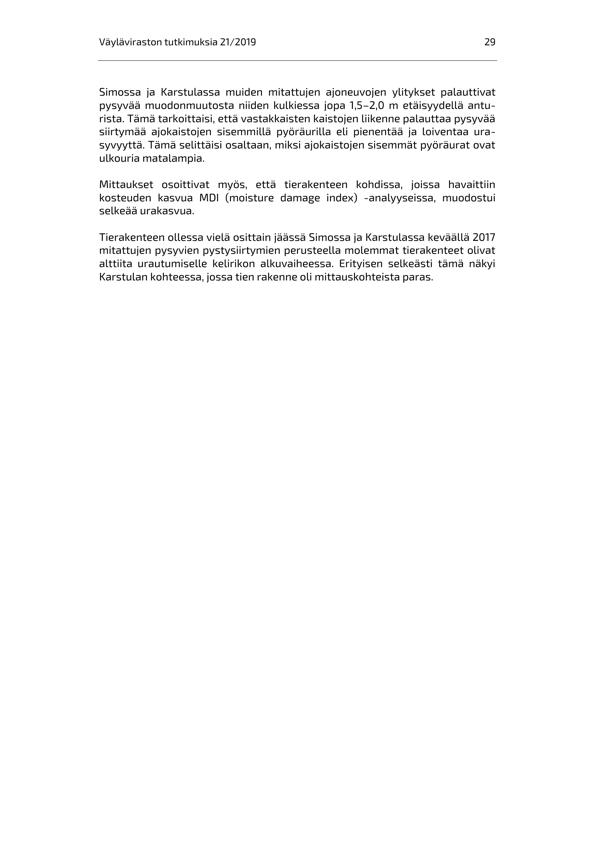 Väyläviraston tutkimuksia 21/2019 29
Simossa ja Karstulassa muiden mitattujen ajoneuvojen ylitykset palauttivat
pysyvää muodonmuutosta niiden kulkiessa jopa 1,5–2,0 m etäisyydellä antu-
rista. Tämä tarkoittaisi, että vastakkaisten kaistojen liikenne palauttaa pysyvää
siirtymää ajokaistojen sisemmillä pyöräurilla eli pienentää ja loiventaa ura-
syvyyttä. Tämä selittäisi osaltaan, miksi ajokaistojen sisemmät pyöräurat ovat
ulkouria matalampia.
Mittaukset osoittivat myös, että tierakenteen kohdissa, joissa havaittiin
kosteuden kasvua MDI (moisture damage index) -analyyseissa, muodostui
selkeää urakasvua.
Tierakenteen ollessa vielä osittain jäässä Simossa ja Karstulassa keväällä 2017
mitattujen pysyvien pystysiirtymien perusteella molemmat tierakenteet olivat
alttiita urautumiselle kelirikon alkuvaiheessa. Erityisen selkeästi tämä näkyi
Karstulan kohteessa, jossa tien rakenne oli mittauskohteista paras.